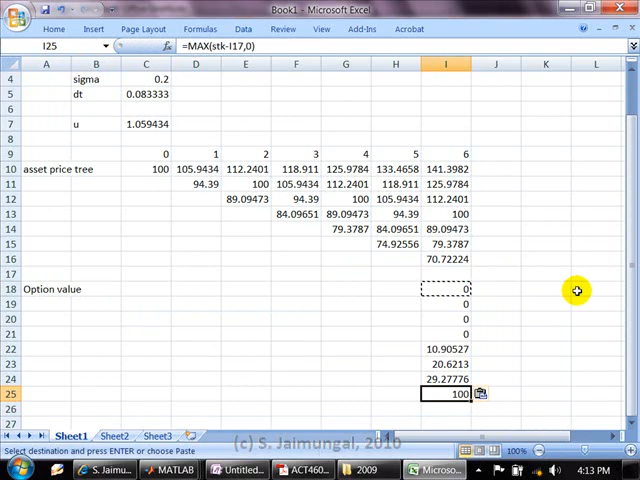 Book1 - Microsoft Excel
Home Insert Page Layout Formulas Data Review View Add-Ins Acrobat
I25 fx =MAX(stk-I17,0)
A B C D E F G H I J K L
4 sigma 0.2
5 dt 0.083333
7 u 1.059434
9 0 1 2 3 4 5 6
10 asset price tree 100 105.9434 112.2401 118.911 125.9784 133.4658 141.3982
11 94.39 100 105.9434 112.2401 118.911 125.9784
12 89.09473 94.39 100 105.9434 112.2401
13 84.09651 89.09473 94.39 100
14 79.3787 84.09651 89.09473
15 74.92556 79.3787
16 70.72224
17
18 Option value 0
19 0
20 0
21 0
22 10.90527
23 20.6213
24 29.27776
25 100
26
27
Sheet1 Sheet2 Sheet3
(c) S. Jaimungal, 2010
Select destination and press ENTER or choose Paste 100%
S. Jaimu... MATLAB Untitled... ACT460... 2009 Microso... 4:13 PM